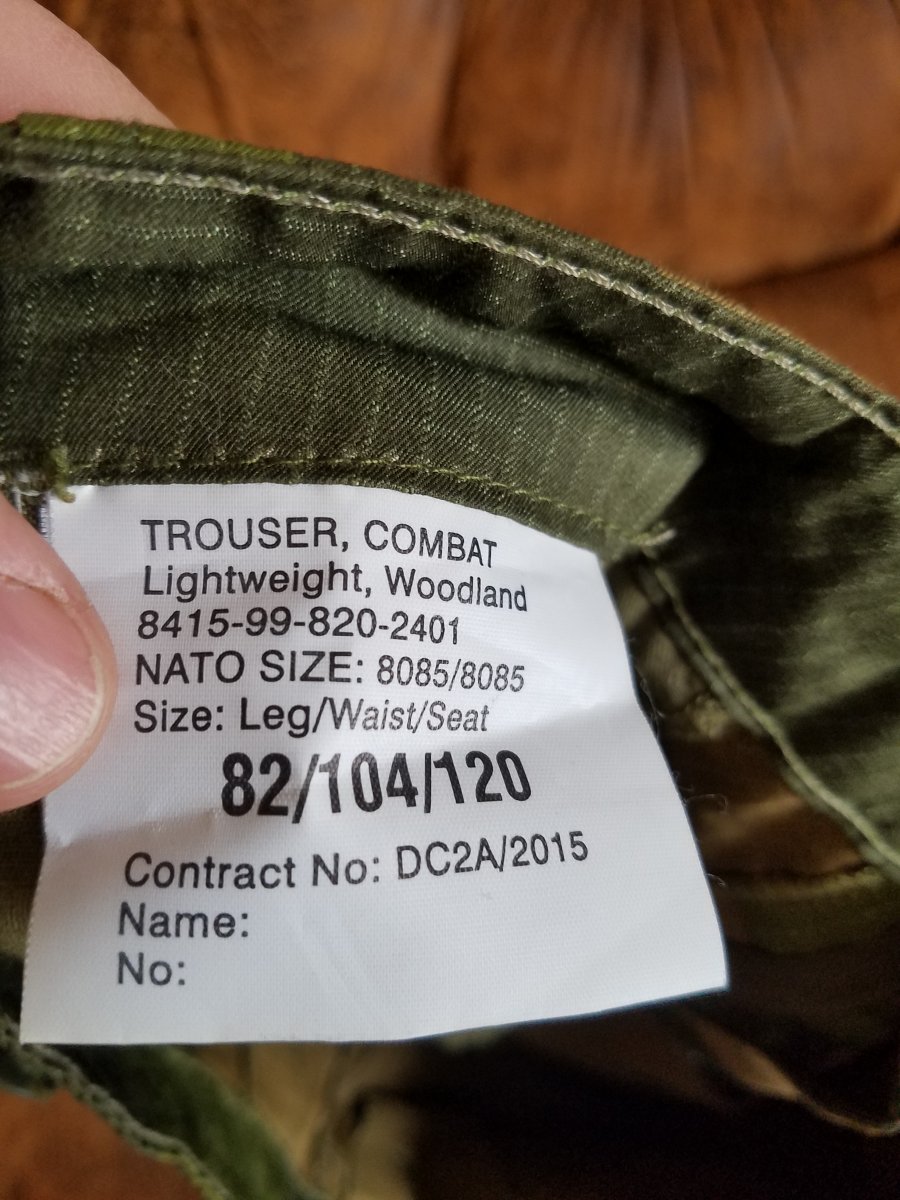 TROUSER, COMBAT
Lightweight, Woodland
8415-99-820-2401
NATO SIZE: 8085/8085
Size: Leg/Waist/Seat
82/104/120
Contract No: DC2A/2015
Name:
No: